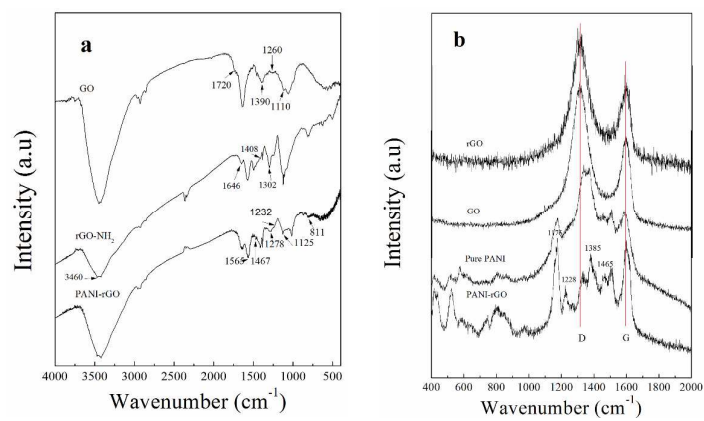 a
GO
1720
1260
1390
1110
1408
1646
1302
rGO-NH2
3460
1232
811
1565
1467
1278
1125
PANI-rGO
Intensity (a.u)
4000 3500 2500 2000 1500 1000 500
Wavenumber (cm-1)
b
rGO
GO
Pure PANI
1228
1385
1465
PANI-rGO
D
G
Intensity (a.u)
400 600 800 1000 1200 1400 1600 1800 2000
Wavenumber (cm-1)